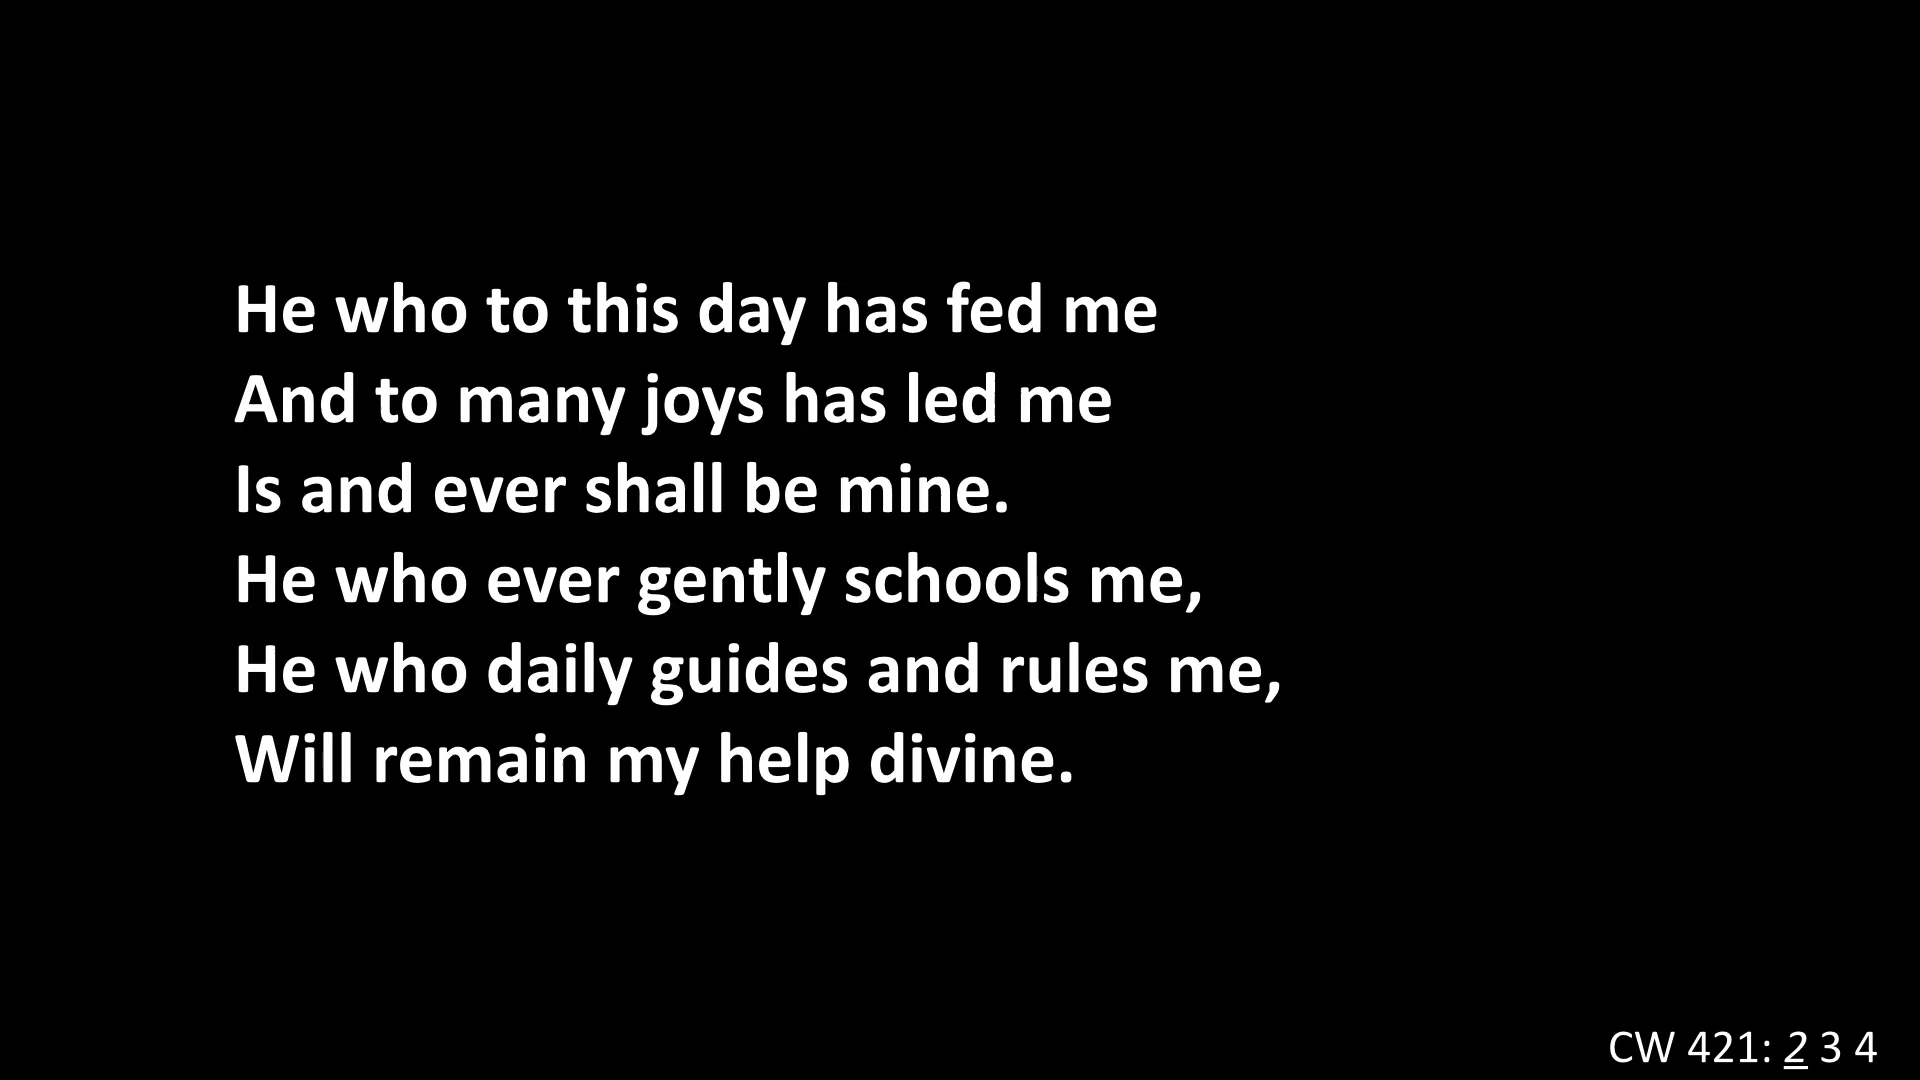 He who to this day has fed me
And to many joys has led me
Is and ever shall be mine.
He who ever gently schools me,
He who daily guides and rules me,
Will remain my help divine.
CW 421: 2 3 4